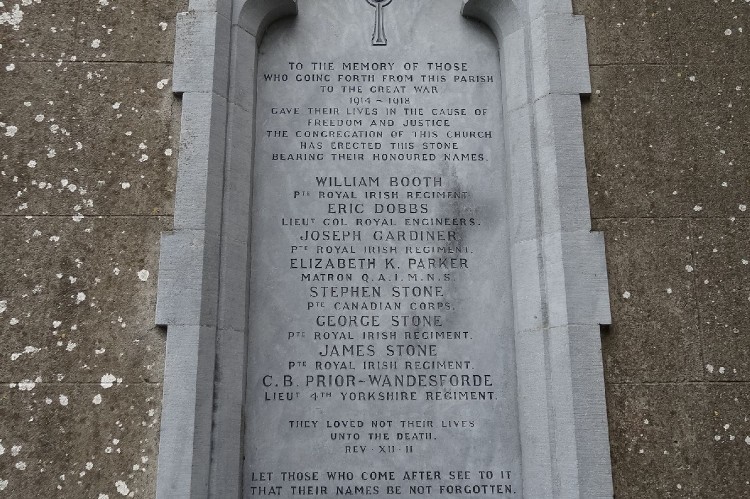 TO THE MEMORY OF THOSE
WHO GOING FORTH FROM THIS PARISH
TO THE GREAT WAR
1914 ~ 1918
GAVE THEIR LIVES IN THE CAUSE OF
FREEDOM AND JUSTICE
THE CONGREGATION OF THIS CHURCH
HAS ERECTED THIS STONE
BEARING THEIR HONOURED NAMES.
WILLIAM BOOTH
PTE ROYAL IRISH REGIMENT
ERIC DOBBS
LIEUT COL ROYAL ENGINEERS.
JOSEPH GARDINER
PTE ROYAL IRISH REGIMENT.
ELIZABETH K. PARKER
MATRON Q.A.I.M.N.S.
STEPHEN STONE
PTE CANADIAN CORPS.
GEORGE STONE
PTE ROYAL IRISH REGIMENT.
JAMES STONE
PTE ROYAL IRISH REGIMENT.
C.B. PRIOR-WANDESFORDE
LIEUT 4TH YORKSHIRE REGIMENT.
THEY LOVED NOT THEIR LIVES
UNTO THE DEATH.
REV · XII · II
LET THOSE WHO COME AFTER SEE TO IT
THAT THEIR NAMES BE NOT FORGOTTEN.